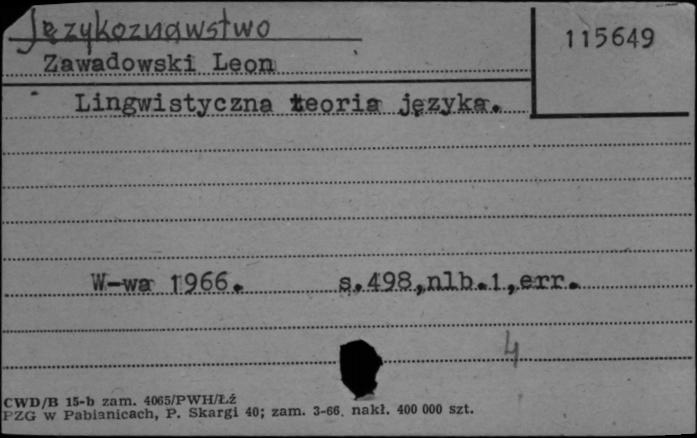 Językoznawstwo
115649
Zawadowski Leon
Lingwistyczna teoria języka.
W-wa 1966. s.498,nlb.1,err.
4
CWD/B 15-b zam. 4065/PWH/Łź
PZG w Pabianicach, P. Skargi 40; zam. 3-66. nakł. 400 000 szt.